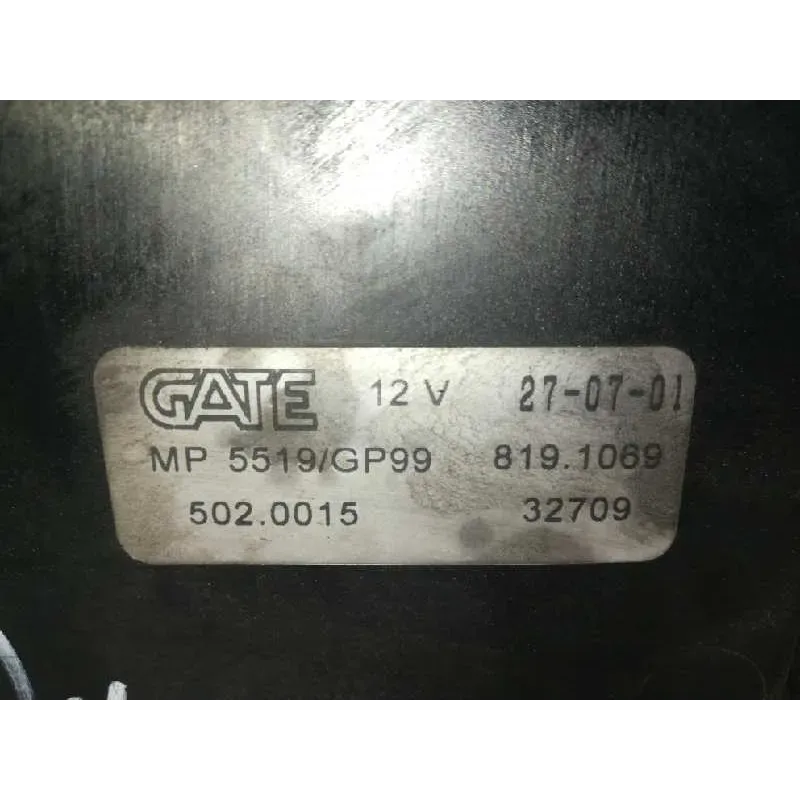 GATE 12 V 27-07-01
MP 5519/GP99 819.1069
502.0015 32709